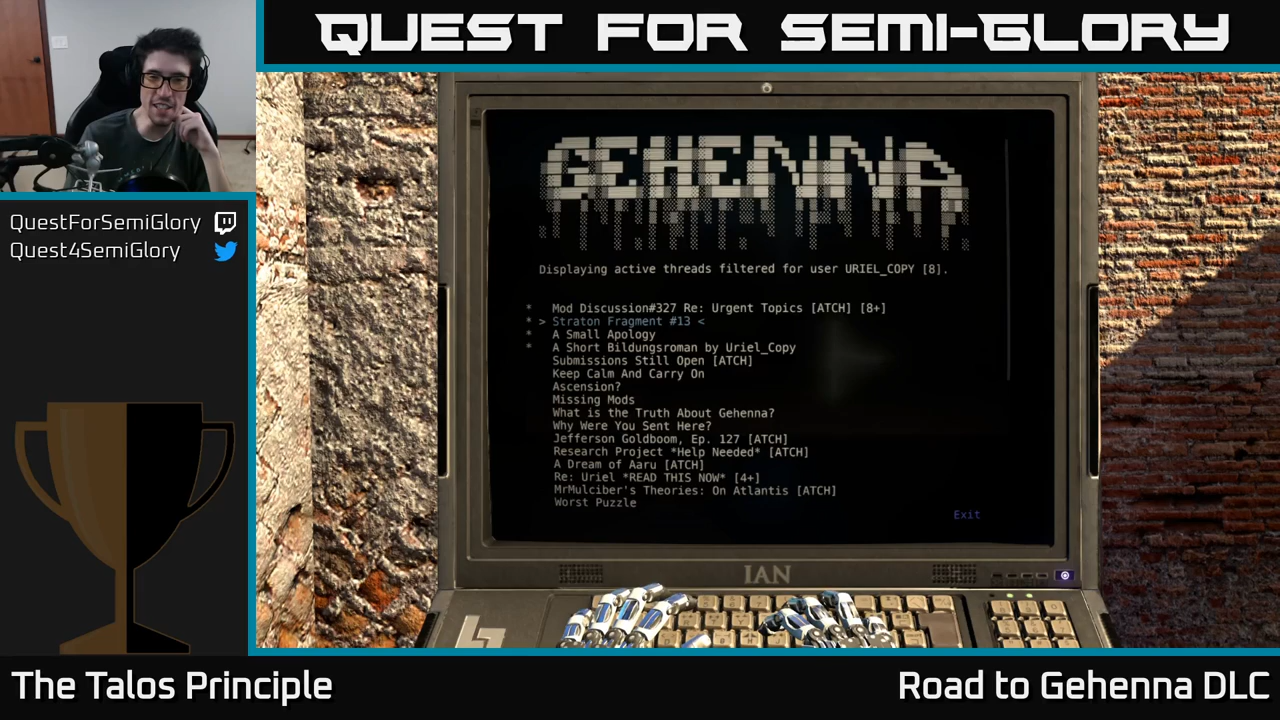 QUEST FOR SEMI-GLORY
QuestForSemiGlory
Quest4SemiGlory
GEHENNA
Displaying active threads filtered for user URIEL_COPY [8].
* Mod Discussion#327 Re: Urgent Topics [ATCH] [8+]
* > Straton Fragment #13 <
* A Small Apology
* A Short Bildungsroman by Uriel_Copy
Submissions Still Open [ATCH]
Keep Calm And Carry On
Ascension?
Missing Mods
What is the Truth About Gehenna?
Why Were You Sent Here?
Jefferson Goldboom, Ep. 127 [ATCH]
Research Project *Help Needed* [ATCH]
A Dream of Aaru [ATCH]
Re: Uriel *READ THIS NOW* [4+]
MrMulciber's Theories: On Atlantis [ATCH]
Worst Puzzle
Exit
IAN
The Talos Principle
Road to Gehenna DLC